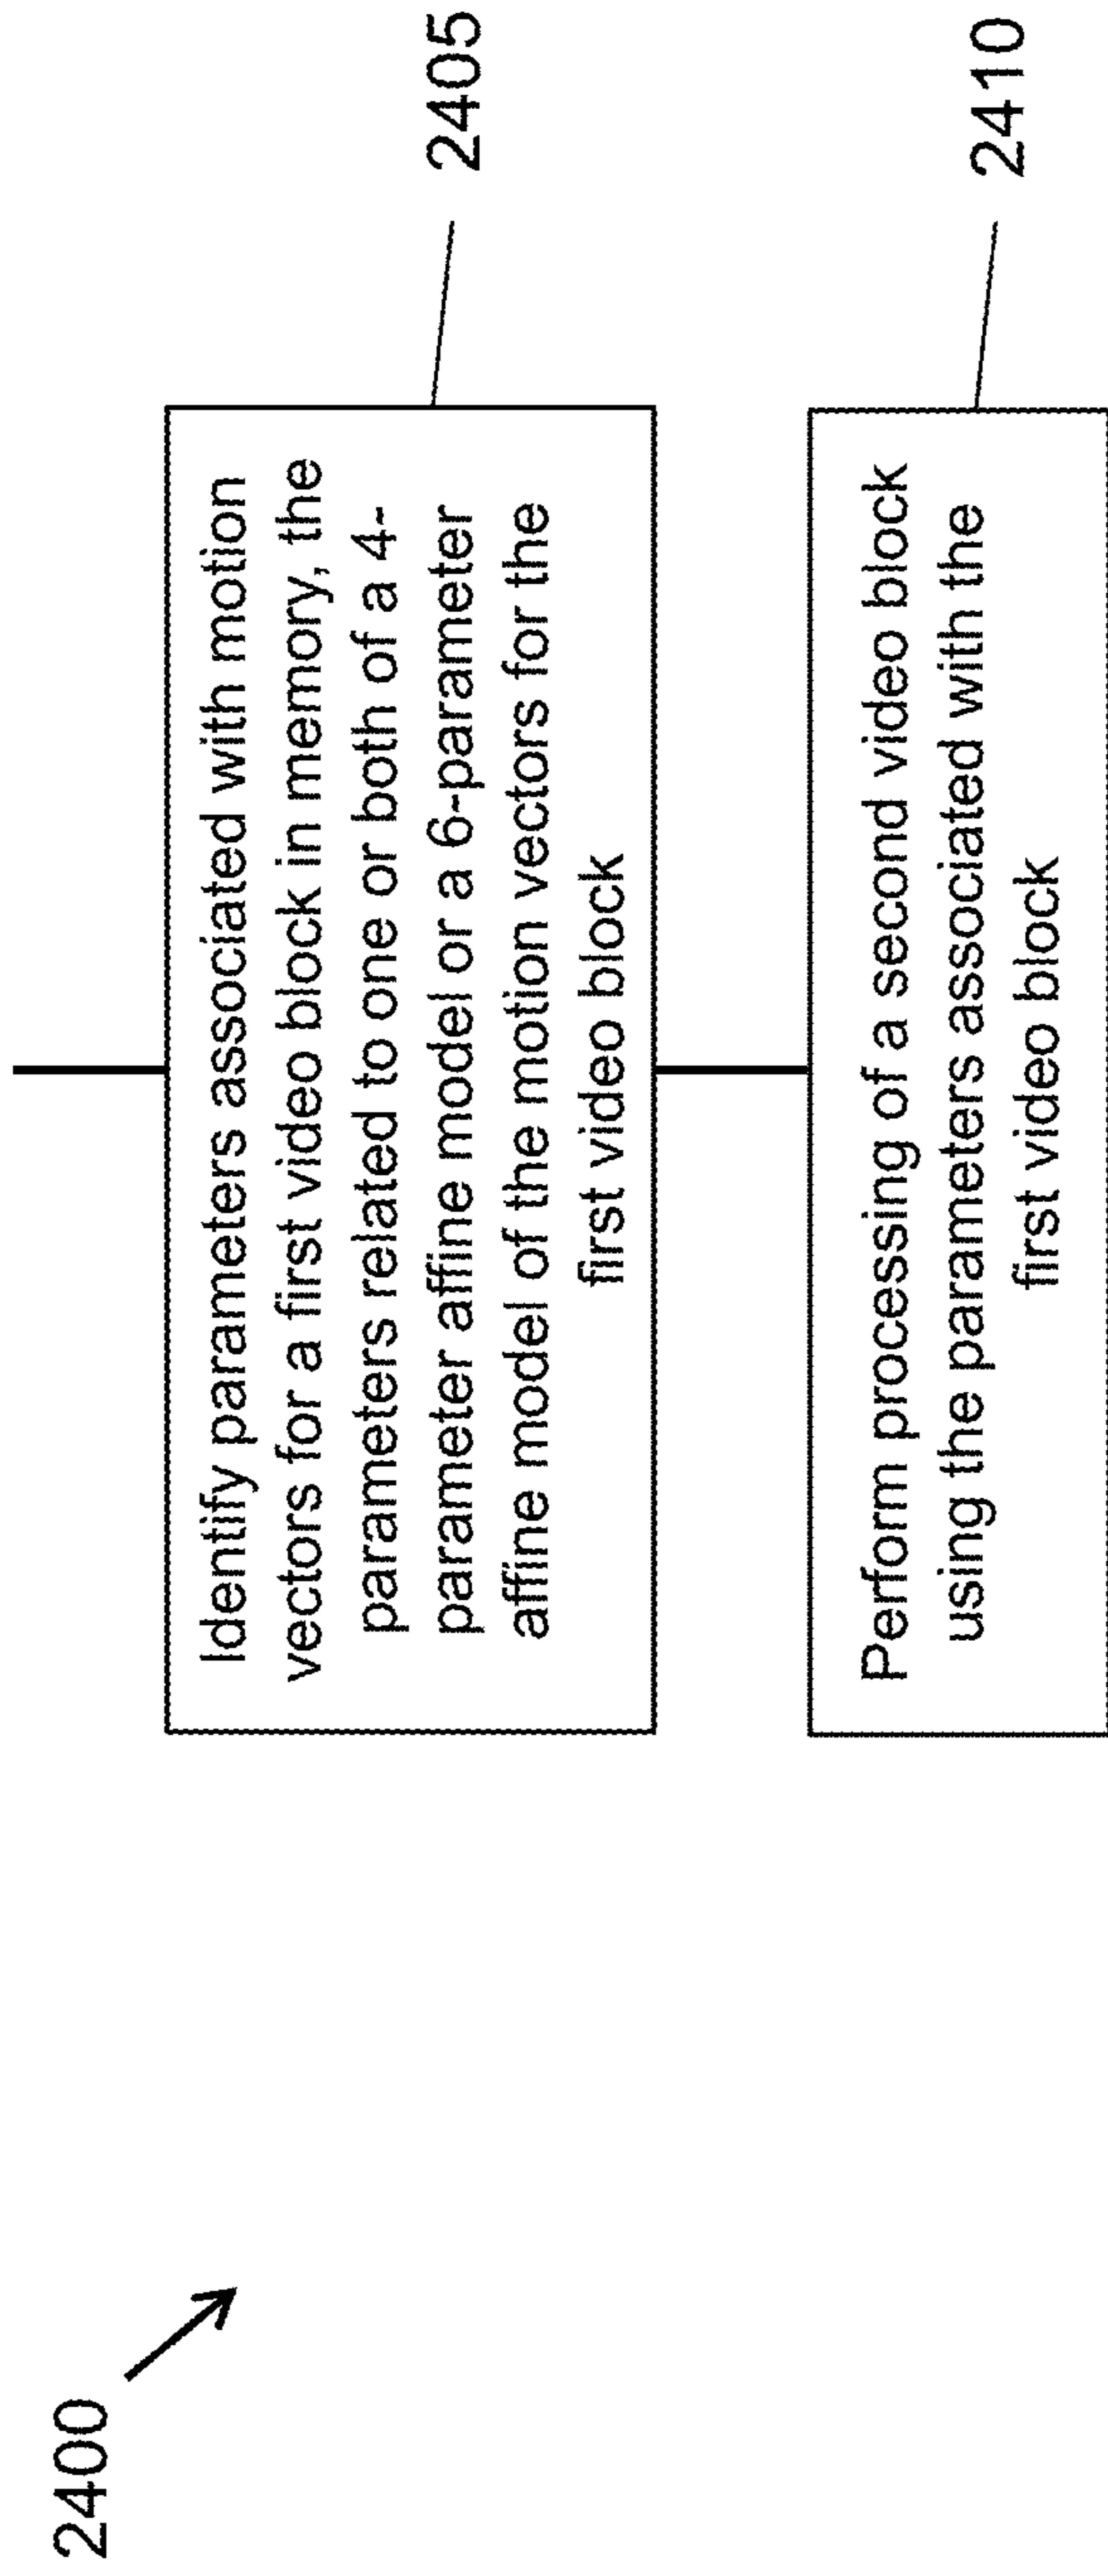 2400
Identify parameters associated with motion
vectors for a first video block in memory, the
parameters related to one or both of a 4-
parameter affine model or a 6-parameter
affine model of the motion vectors for the
first video block
2405
Perform processing of a second video block
using the parameters associated with the
first video block
2410